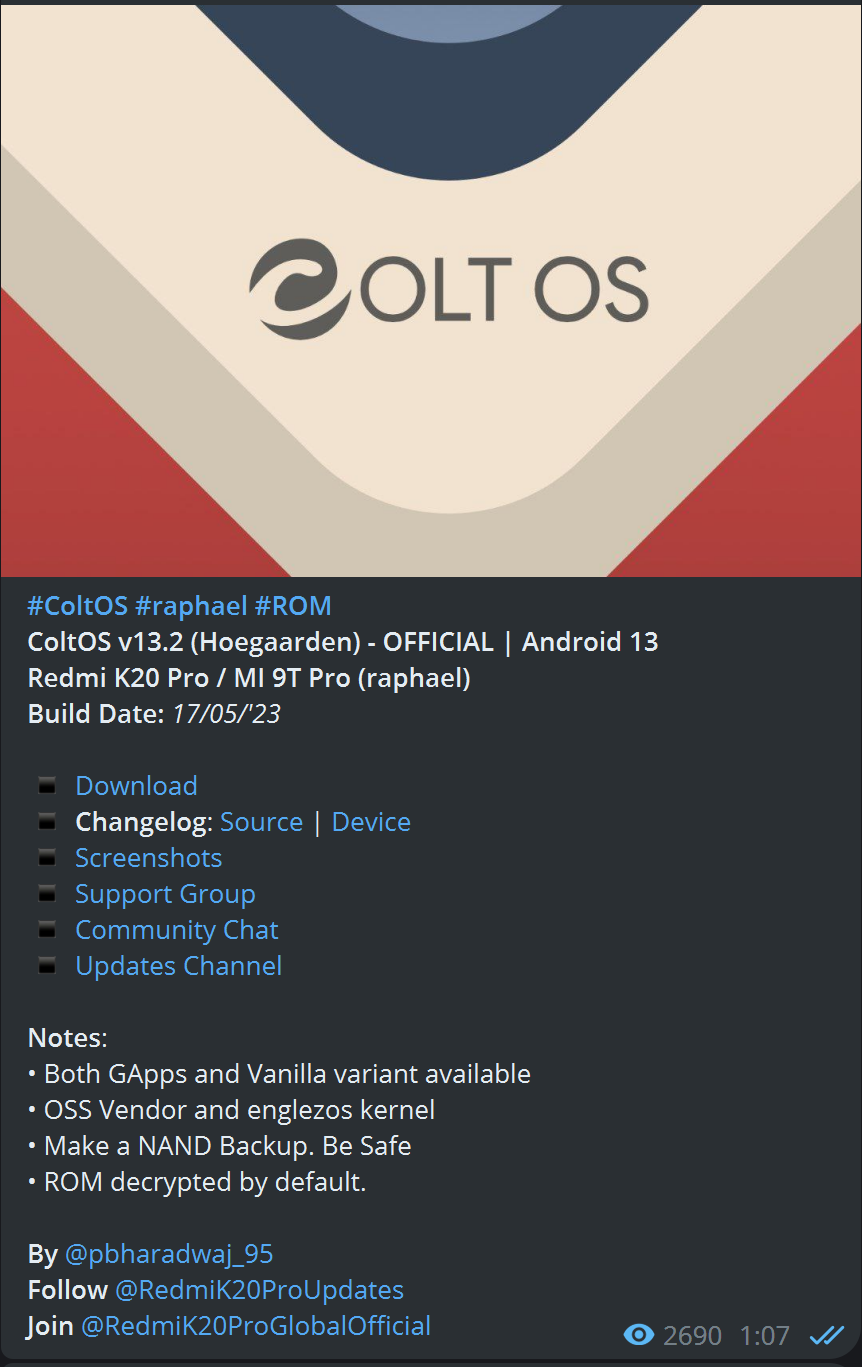 COLT OS
#ColtOS #raphael #ROM
ColtOS v13.2 (Hoegaarden) - OFFICIAL | Android 13
Redmi K20 Pro / MI 9T Pro (raphael)
Build Date: 17/05/'23
▪ Download
▪ Changelog: Source | Device
▪ Screenshots
▪ Support Group
▪ Community Chat
▪ Updates Channel
Notes:
• Both GApps and Vanilla variant available
• OSS Vendor and englezos kernel
• Make a NAND Backup. Be Safe
• ROM decrypted by default.
By @pbharadwaj_95
Follow @RedmiK20ProUpdates
Join @RedmiK20ProGlobalOfficial
2690 1:07